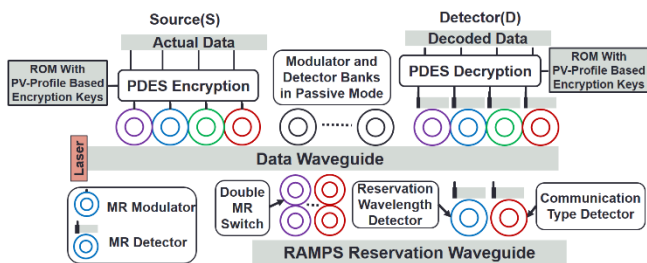 Source(S)
Detector(D)
Actual Data
Decoded Data
ROM With
PV-Profile Based
Encryption Keys
PDES Encryption
Modulator and
Detector Banks
in Passive Mode
PDES Decryption
ROM With
PV-Profile Based
Encryption Keys
Laser
Data Waveguide
MR Modulator
MR Detector
Double
MR
Switch
Reservation
Wavelength
Detector
Communication
Type Detector
RAMPS Reservation Waveguide